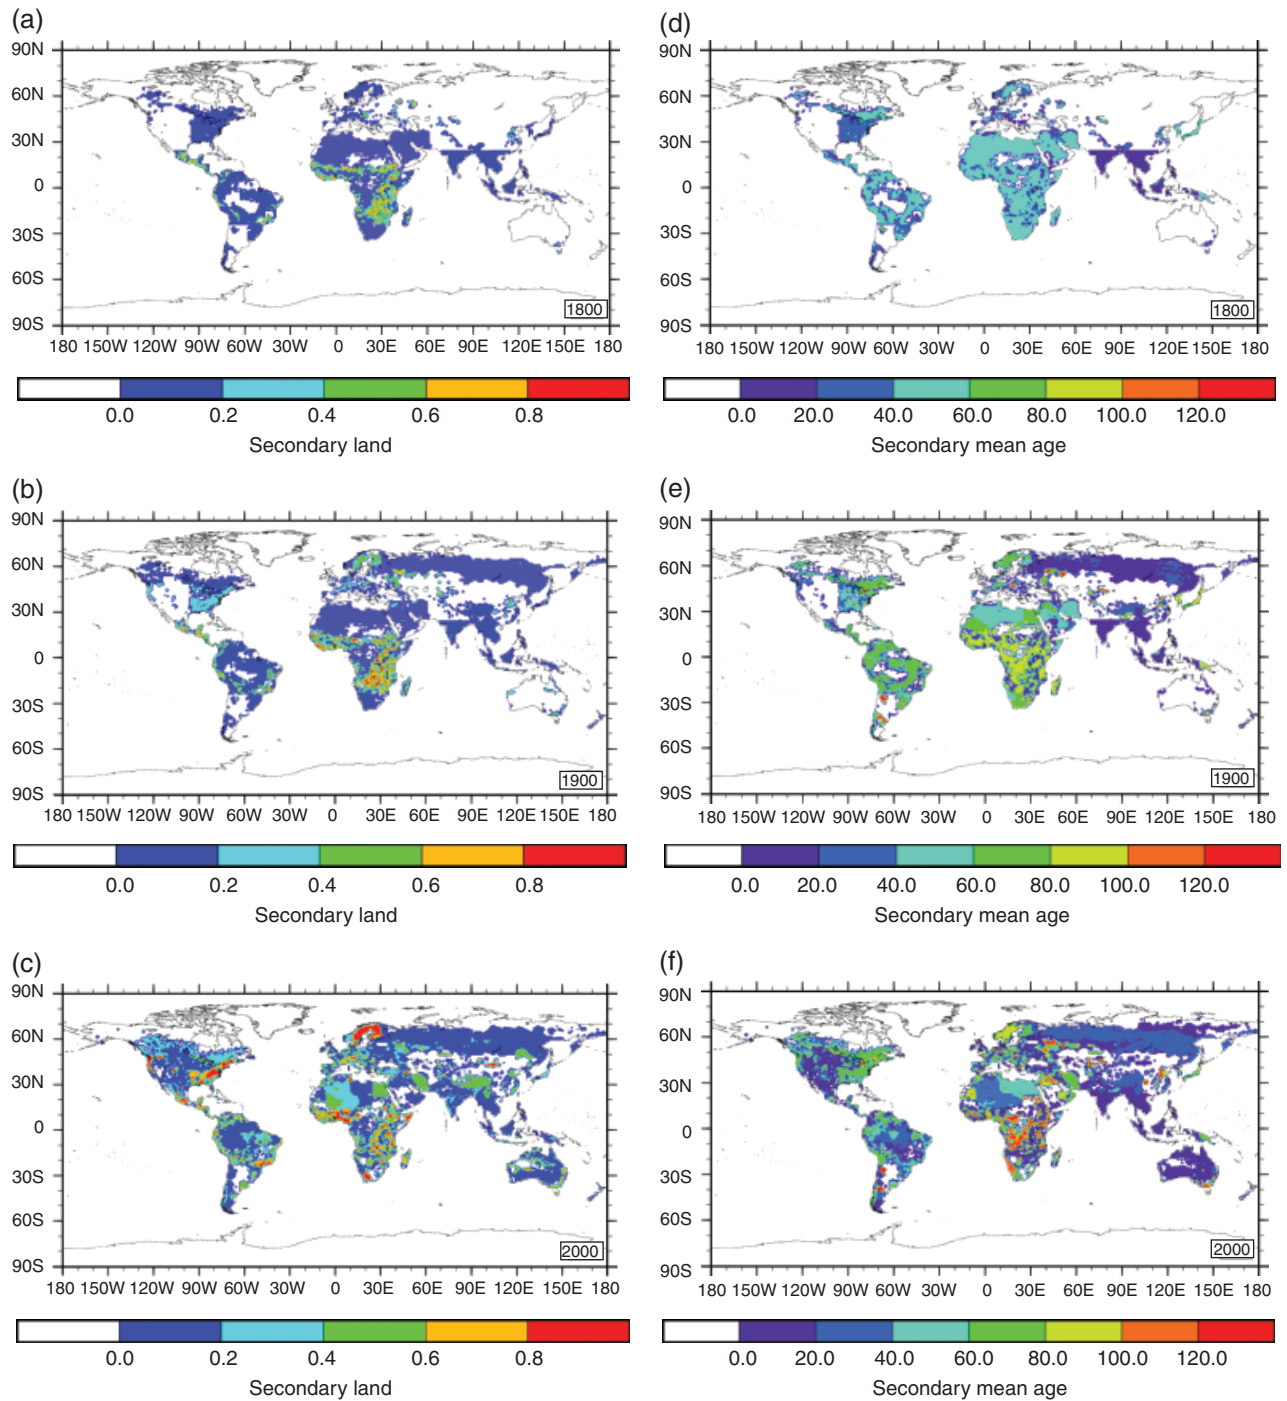 (a)
90N
60N
30N
0
30S
60S
90S
1800
180 150W 120W 90W 60W 30W 0 30E 60E 90E 120E 150E 180
0.0 0.2 0.4 0.6 0.8
Secondary land
(d)
90N
60N
30N
0
30S
60S
90S
1800
180 150W 120W 90W 60W 30W 0 30E 60E 90E 120E 150E 180
0.0 20.0 40.0 60.0 80.0 100.0 120.0
Secondary mean age
(b)
90N
60N
30N
0
30S
60S
90S
1900
180 150W 120W 90W 60W 30W 0 30E 60E 90E 120E 150E 180
0.0 0.2 0.4 0.6 0.8
Secondary land
(e)
90N
60N
30N
0
30S
60S
90S
1900
180 150W 120W 90W 60W 30W 0 30E 60E 90E 120E 150E 180
0.0 20.0 40.0 60.0 80.0 100.0 120.0
Secondary mean age
(c)
90N
60N
30N
0
30S
60S
90S
2000
180 150W 120W 90W 60W 30W 0 30E 60E 90E 120E 150E 180
0.0 0.2 0.4 0.6 0.8
Secondary land
(f)
90N
60N
30N
0
30S
60S
90S
2000
180 150W 120W 90W 60W 30W 0 30E 60E 90E 120E 150E 180
0.0 20.0 40.0 60.0 80.0 100.0 120.0
Secondary mean age